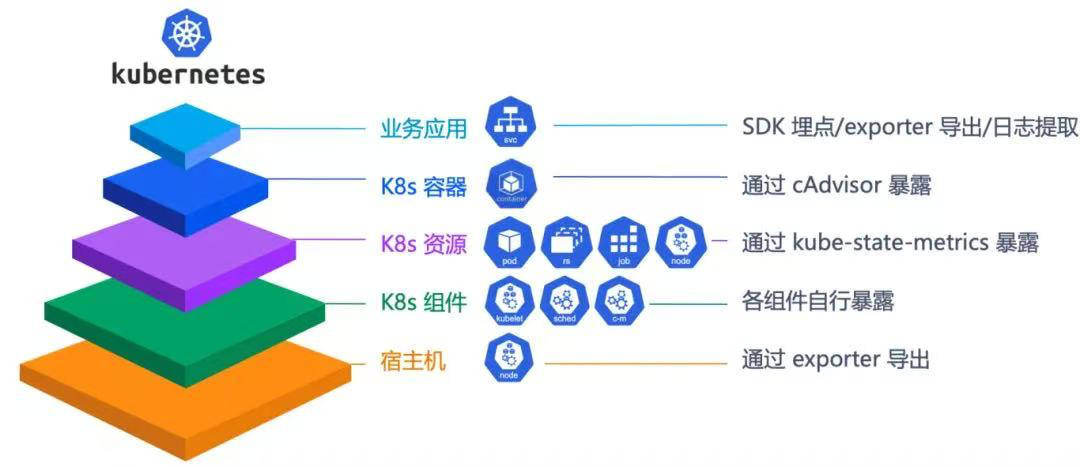 kubernetes
业务应用 svc SDK 埋点/exporter 导出/日志提取
K8s 容器 container 通过 cAdvisor 暴露
K8s 资源 pod rs job node 通过 kube-state-metrics 暴露
K8s 组件 kubelet sched c-m 各组件自行暴露
宿主机 node 通过 exporter 导出